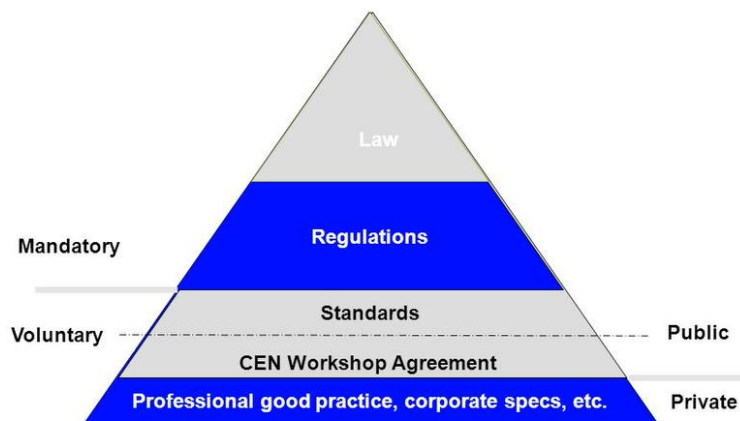 Law
Regulations
Mandatory
Standards
Voluntary
Public
CEN Workshop Agreement
Professional good practice, corporate specs, etc.
Private